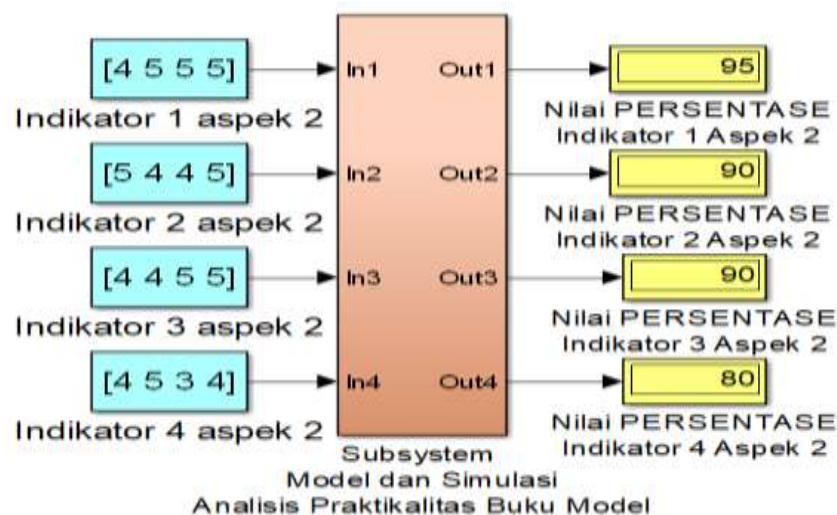 [4 5 5 5]
In1
Out1
95
Indikator 1 aspek 2
Nilai PERSENTASE
Indikator 1 Aspek 2
[5 4 4 5]
In2
Out2
90
Indikator 2 aspek 2
Nilai PERSENTASE
Indikator 2 Aspek 2
[4 4 5 5]
In3
Out3
90
Indikator 3 aspek 2
Nilai PERSENTASE
Indikator 3 Aspek 2
[4 5 3 4]
In4
Out4
80
Indikator 4 aspek 2
Nilai PERSENTASE
Indikator 4 Aspek 2
Subsystem
Model dan Simulasi
Analisis Praktikalitas Buku Model